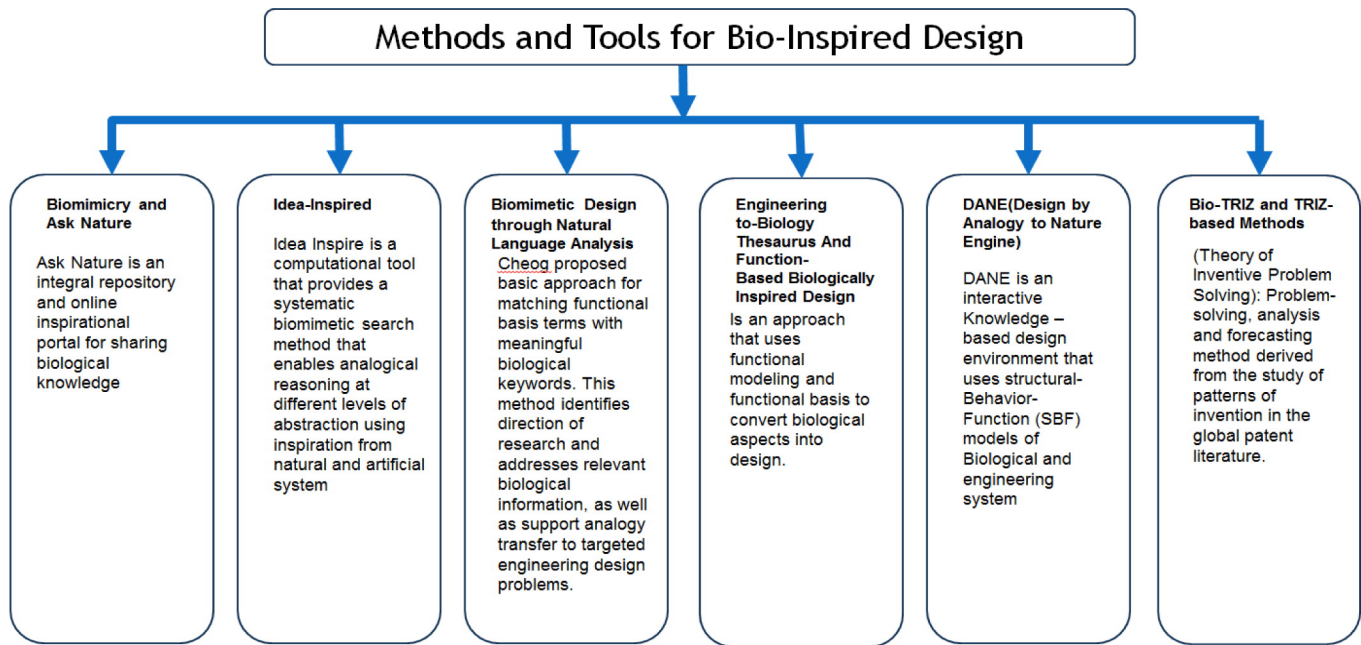 Methods and Tools for Bio-Inspired Design
Biomimicry and
Ask Nature
Ask Nature is an
integral repository
and online
inspirational
portal for sharing
biological
knowledge
Idea-Inspired
Idea Inspire is a
computational tool
that provides a
systematic
biomimetic search
method that
enables analogical
reasoning at
different levels of
abstraction using
inspiration from
natural and artificial
system
Biomimetic Design
through Natural
Language Analysis
Cheog proposed
basic approach for
matching functional
basis terms with
meaningful
biological
keywords. This
method identifies
direction of
research and
addresses relevant
biological
information, as well
as support analogy
transfer to targeted
engineering design
problems.
Engineering
to-Biology
Thesaurus And
Function-
Based Biologically
Inspired Design
Is an approach
that uses
functional
modeling and
functional basis to
convert biological
aspects into
design.
DANE(Design by
Analogy to Nature
Engine)
DANE is an
interactive
Knowledge –
based design
environment that
uses structural-
Behavior-
Function (SBF)
models of
Biological and
engineering
system
Bio-TRIZ and TRIZ-
based Methods
(Theory of
Inventive Problem
Solving): Problem-
solving, analysis
and forecasting
method derived
from the study of
patterns of
invention in the
global patent
literature.